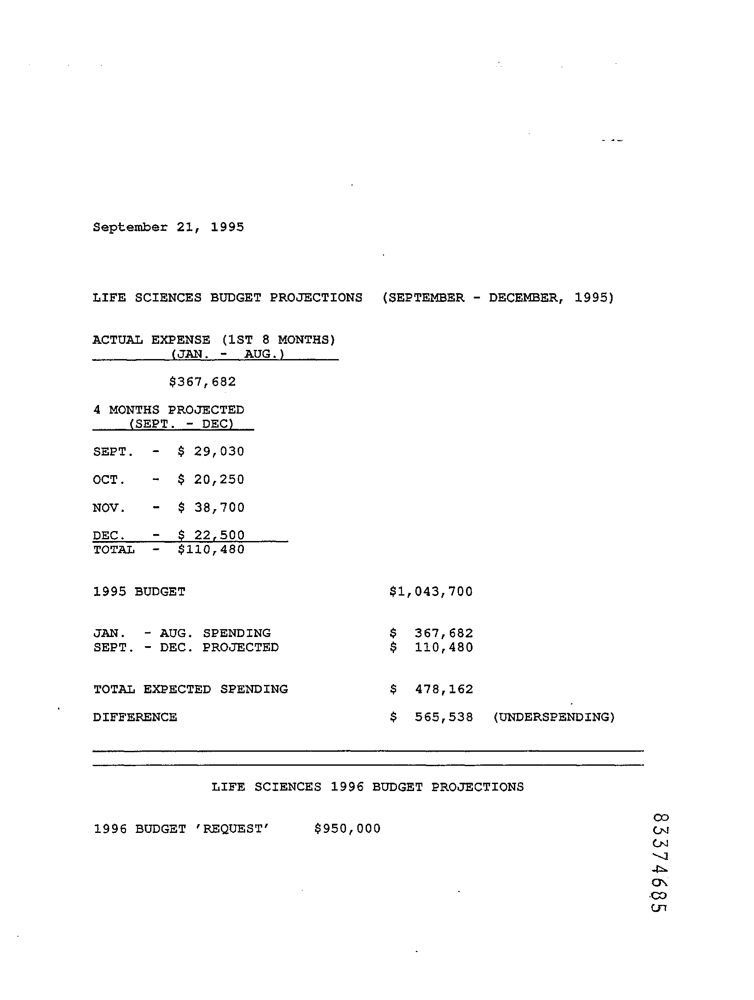 September 21, 1995
LIFE SCIENCES BUDGET PROJECTIONS (SEPTEMBER - DECEMBER, 1995)
ACTUAL EXPENSE (1ST 8 MONTHS)
(JAN. - AUG.)
$367,682
4 MONTHS PROJECTED
(SEPT. - DEC)
SEPT. - $ 29,030
OCT. - $ 20,250
NOV. - $ 38,700
DEC. - $ 22,500
TOTAL - $110,480
1995 BUDGET $1,043,700
JAN. - AUG. SPENDING $ 367,682
SEPT. - DEC. PROJECTED $ 110,480
TOTAL EXPECTED SPENDING $ 478,162
DIFFERENCE $ 565,538 (UNDERSPENDING)
LIFE SCIENCES 1996 BUDGET PROJECTIONS
1996 BUDGET 'REQUEST' $950,000
83374685